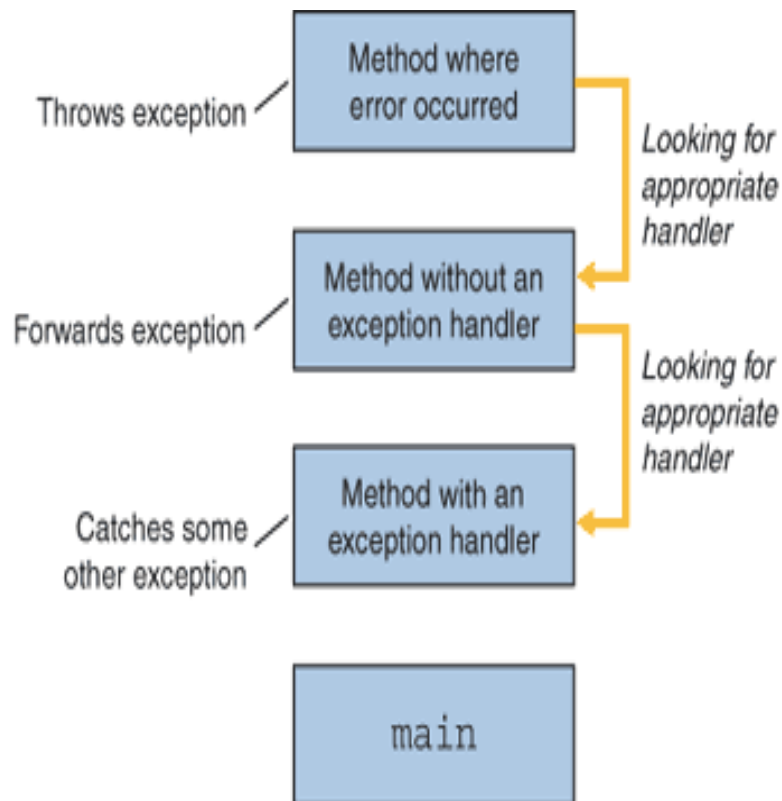 Method where
error occurred
Throws exception
Looking for
appropriate
handler
Method without an
exception handler
Forwards exception
Looking for
appropriate
handler
Method with an
exception handler
Catches some
other exception
main